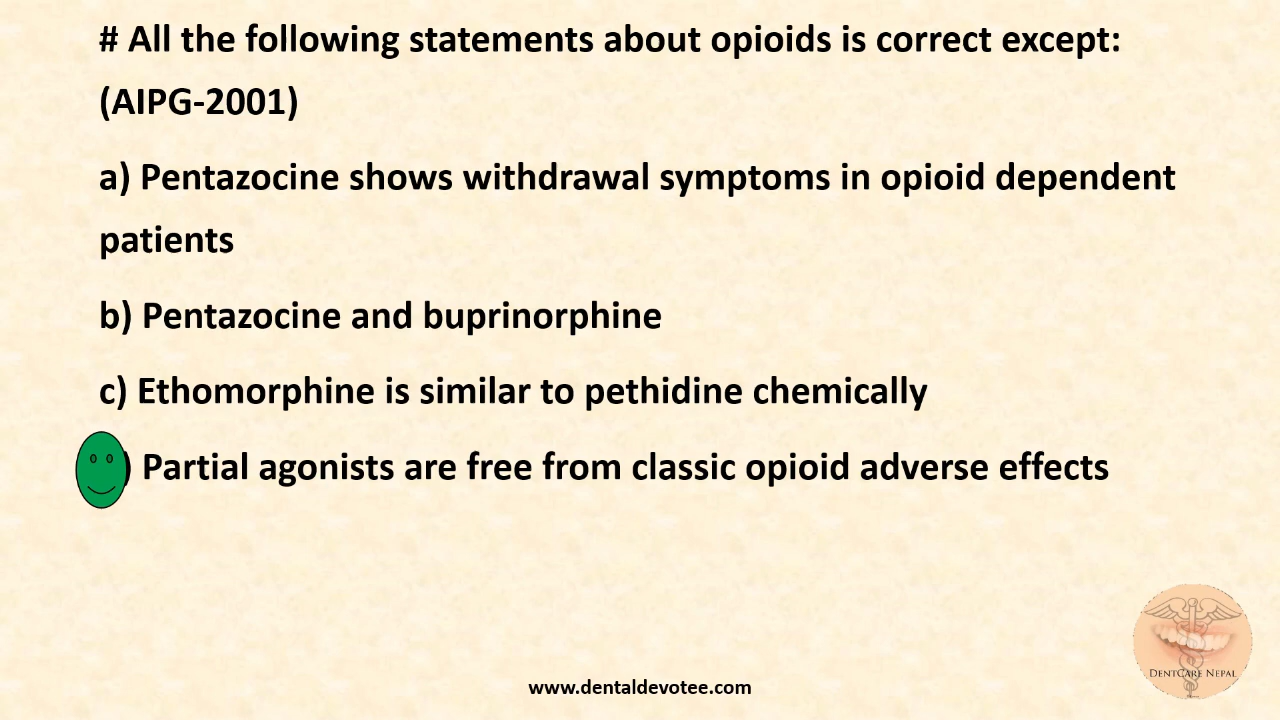 # All the following statements about opioids is correct except:
(AIPG-2001)
a) Pentazocine shows withdrawal symptoms in opioid dependent
patients
b) Pentazocine and buprinorphine
c) Ethomorphine is similar to pethidine chemically
) Partial agonists are free from classic opioid adverse effects
DentCare Nepal
www.dentaldevotee.com